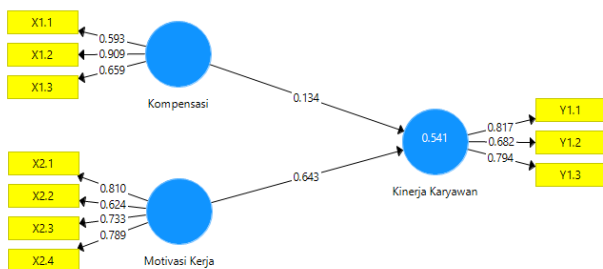 X1.1
0.593
X1.2
0.909
X1.3
0.659
Kompensasi
0.134
X2.1
0.810
X2.2
0.624
X2.3
0.733
X2.4
0.789
Motivasi Kerja
0.643
0.541
Kinerja Karyawan
0.817
Y1.1
0.682
Y1.2
0.794
Y1.3